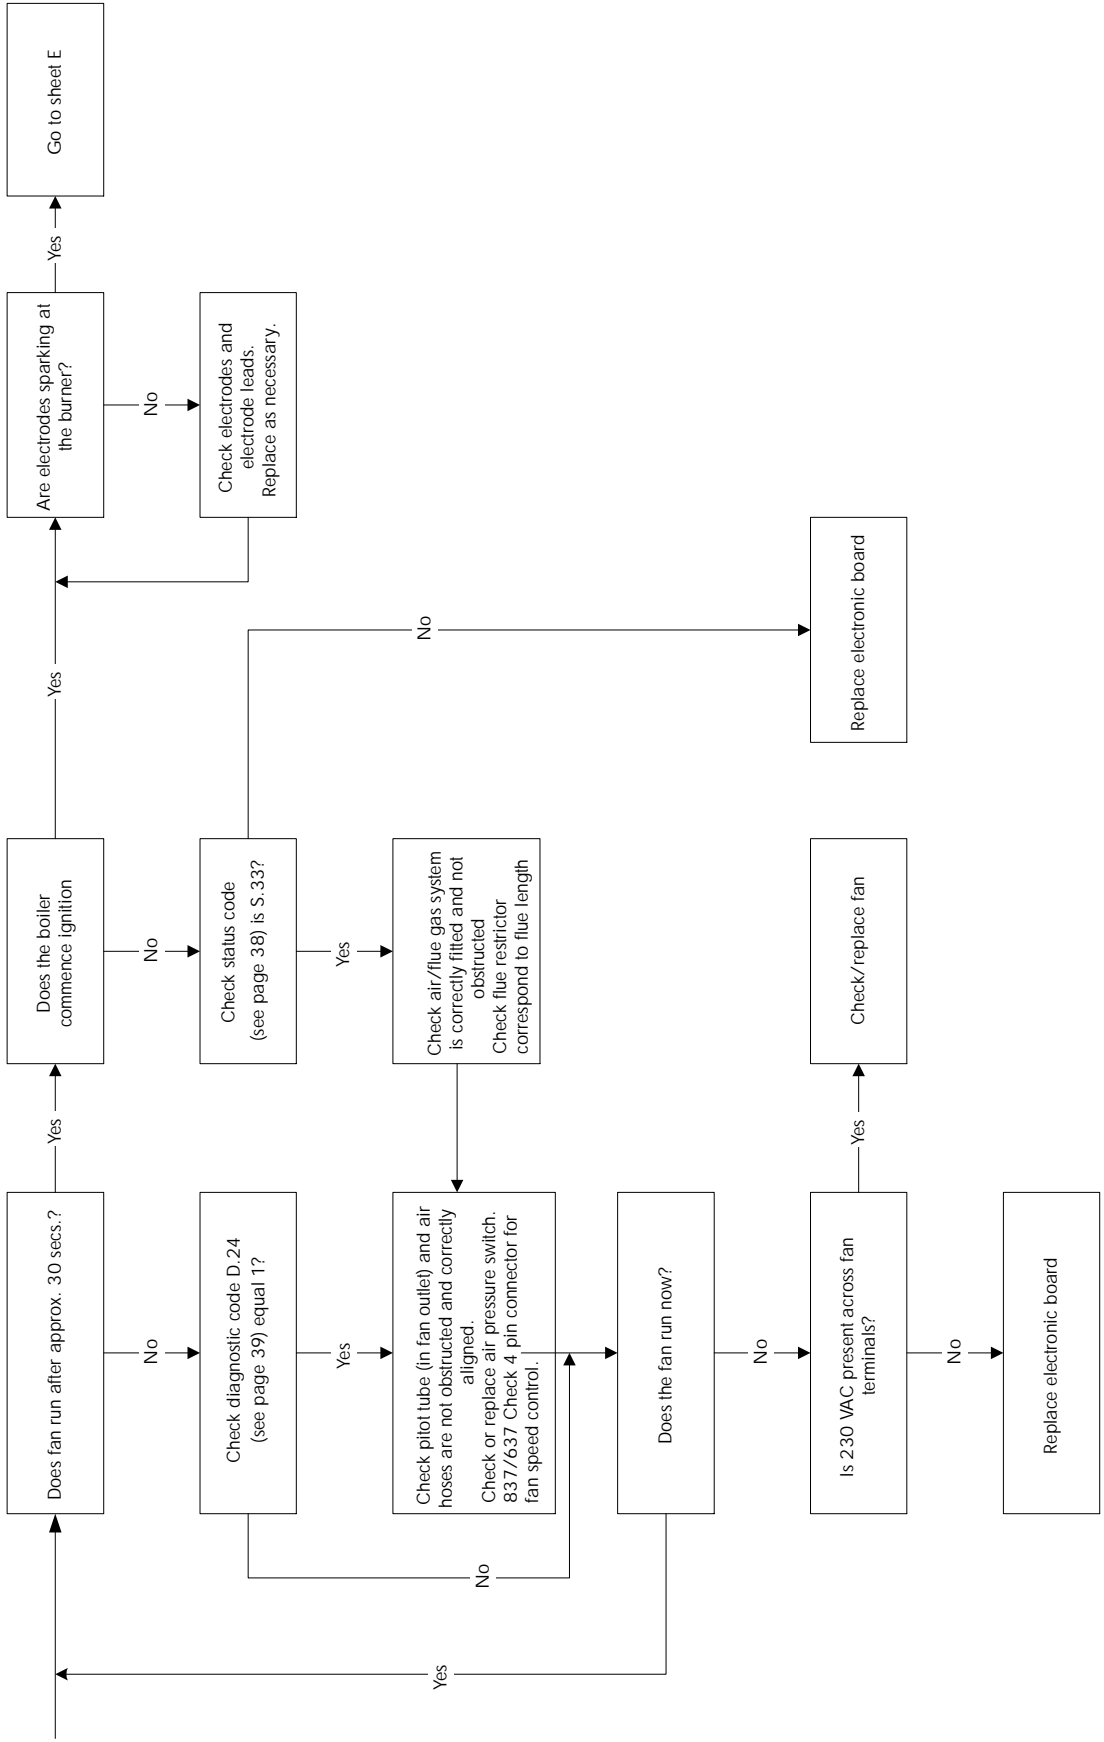 Does fan run after approx. 30 secs.?
Yes
Does the boiler
commence ignition
Yes
Are electrodes sparking at
the burner?
Yes
Go to sheet E
No
No
No
Check diagnostic code D.24
(see page 39) equal 1?
Check status code
(see page 38) is S.33?
Check electrodes and
electrode leads.
Replace as necessary.
Yes
Yes
No
No
Check pitot tube (in fan outlet) and air
hoses are not obstructed and correctly
aligned.
Check or replace air pressure switch.
837/637 Check 4 pin connector for
fan speed control.
Check air/flue gas system
is correctly fitted and not
obstructed
Check flue restrictor
correspond to flue length
Yes
Does the fan run now?
No
Is 230 VAC present across fan
terminals?
Yes
Check/replace fan
Replace electronic board
No
Replace electronic board